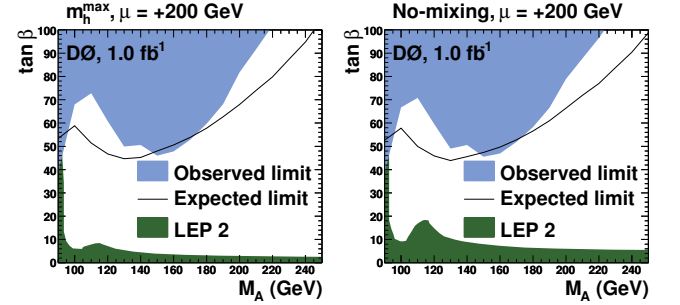 m_h^max, μ = +200 GeV
tan β
100
90
80
70
60
50
40
30
20
10
0
DØ, 1.0 fb⁻¹
Observed limit
Expected limit
LEP 2
100 120 140 160 180 200 220 240
M_A (GeV)
No-mixing, μ = +200 GeV
tan β
100
90
80
70
60
50
40
30
20
10
0
DØ, 1.0 fb⁻¹
Observed limit
Expected limit
LEP 2
100 120 140 160 180 200 220 240
M_A (GeV)